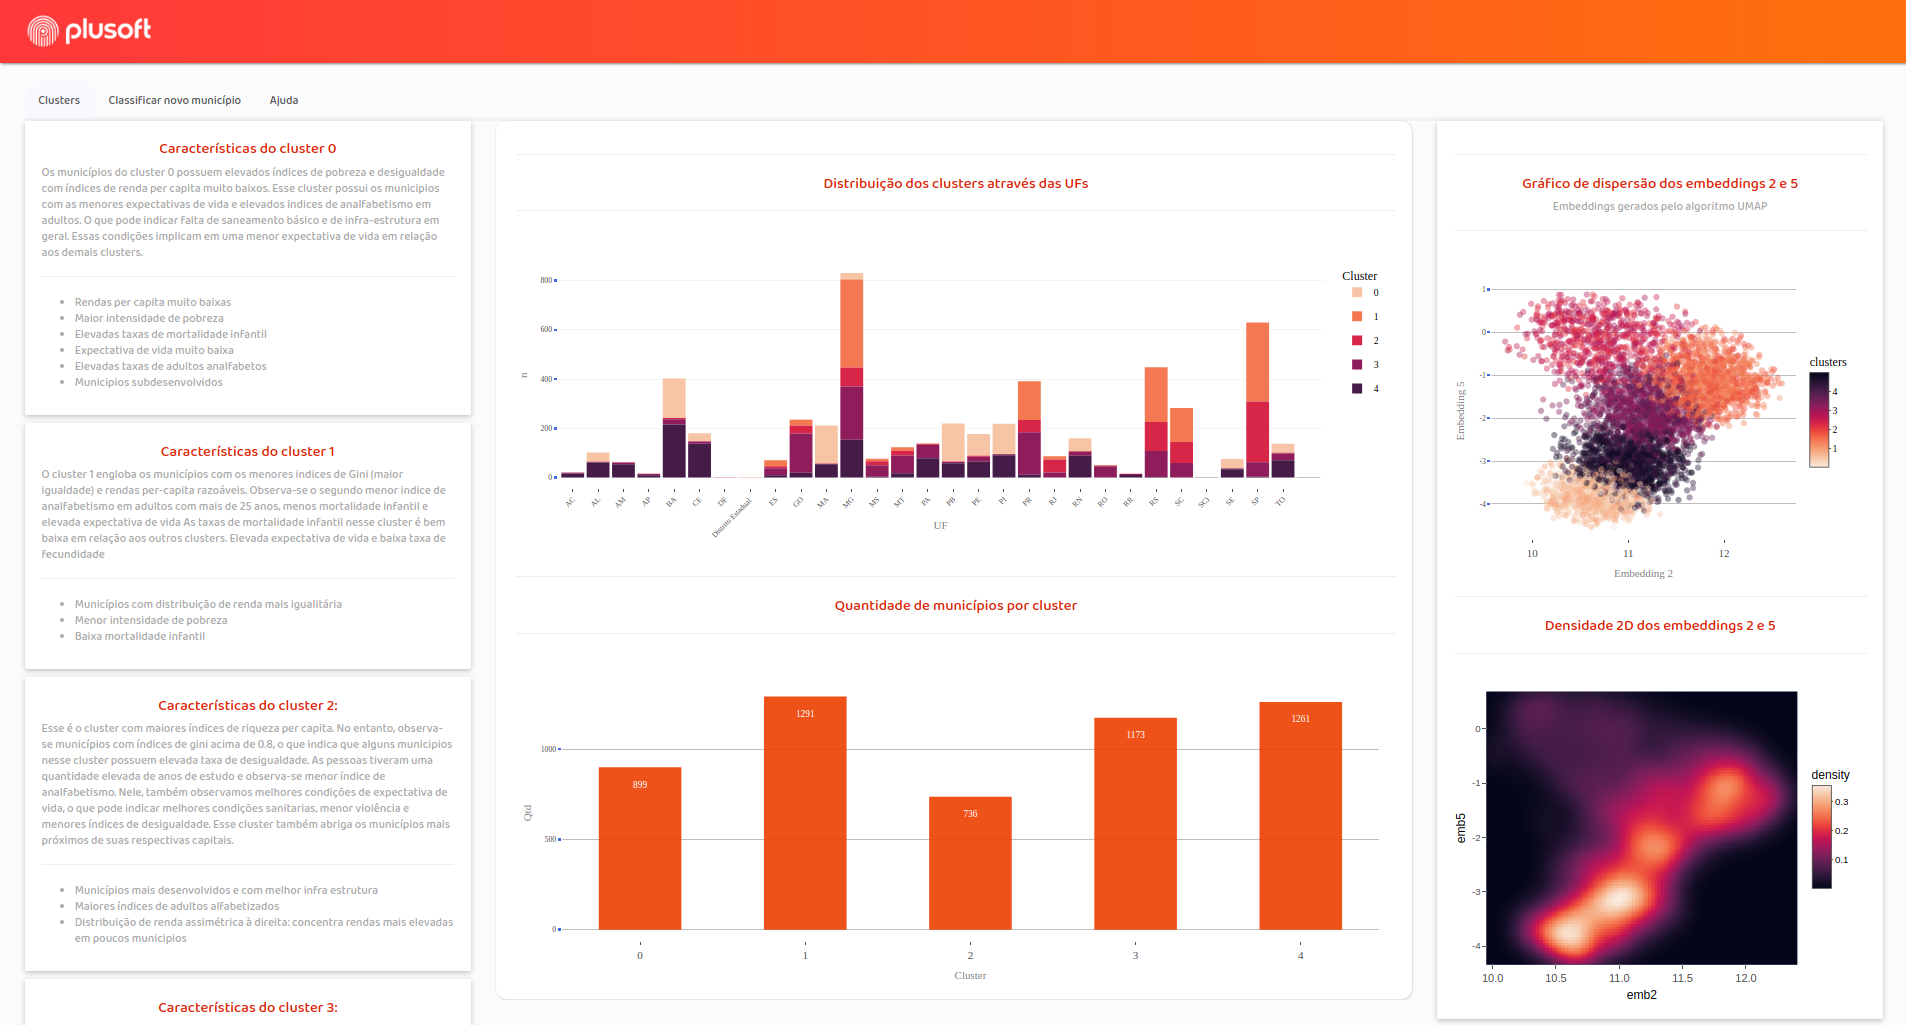 plusoft
Clusters
Classificar novo município
Ajuda
Características do cluster 0
Os municípios do cluster 0 possuem elevados índices de pobreza e desigualdade
com índices de renda per capita muito baixos. Esse cluster possui os municipios
com as menores expectativas de vida e elevados indices de analfabetismo em
adultos. O que pode indicar falta de saneamento básico e de infra-estrutura em
geral. Essas condições implicam em uma menor expectativa de vida em relação
aos demais clusters.
Rendas per capita muito baixas
Maior intensidade de pobreza
Elevadas taxas de mortalidade infantil
Expectativa de vida muito baixa
Elevadas taxas de adultos analfabetos
Municipios subdesenvolvidos
Características do cluster 1
O cluster 1 engloba os municípios com os menores indices de Gini (maior
igualdade) e rendas per-capita razoáveis. Observa-se o segundo menor índice de
analfabetismo em adultos com mais de 25 anos, menos mortalidade infantil e
elevada expectativa de vida As taxas de mortalidade infantil nesse cluster é bem
baixa em relação aos outros clusters. Elevada expectativa de vida e baixa taxa de
fecundidade
Municípios com distribuição de renda mais igualitária
Menor intensidade de pobreza
Baixa mortalidade infantil
Características do cluster 2:
Esse é o cluster com maiores índices de riqueza per capita. No entanto, observa-
se municípios com índices de gini acima de 0.8, o que indica que alguns municipios
nesse cluster possuem elevada taxa de desigualdade. As pessoas tiveram uma
quantidade elevada de anos de estudo e observa-se menor índice de
analfabetismo. Nele, também observamos melhores condições de expectativa de
vida, o que pode indicar melhores condições sanitarias, menor violência e
menores índices de desigualdade. Esse cluster também abriga os municípios mais
próximos de suas respectivas capitais.
Municípios mais desenvolvidos e com melhor infra estrutura
Maiores índices de adultos alfabetizados
Distribuição de renda assimétrica à direita: concentra rendas mais elevadas
em poucos municipios
Características do cluster 3:
Distribuição dos clusters através das UFs
800
600
400
200
0
n
AC AL AM AP BA CE DF Distrito Estadual ES GO MA MG MS MT PA PB PE PI PR RJ RN RO RR RS SC SCi SE SP TO
UF
Cluster
0
1
2
3
4
Quantidade de municípios por cluster
1000
500
0
Qtd
899
1291
736
1173
1261
0 1 2 3 4
Cluster
Gráfico de dispersão dos embeddings 2 e 5
Embeddings gerados pelo algoritmo UMAP
1
0
-1
-2
-3
-4
Embedding 5
10 11 12
Embedding 2
clusters
4
3
2
1
Densidade 2D dos embeddings 2 e 5
0
-1
-2
-3
-4
emb5
10.0 10.5 11.0 11.5 12.0
emb2
density
0.3
0.2
0.1